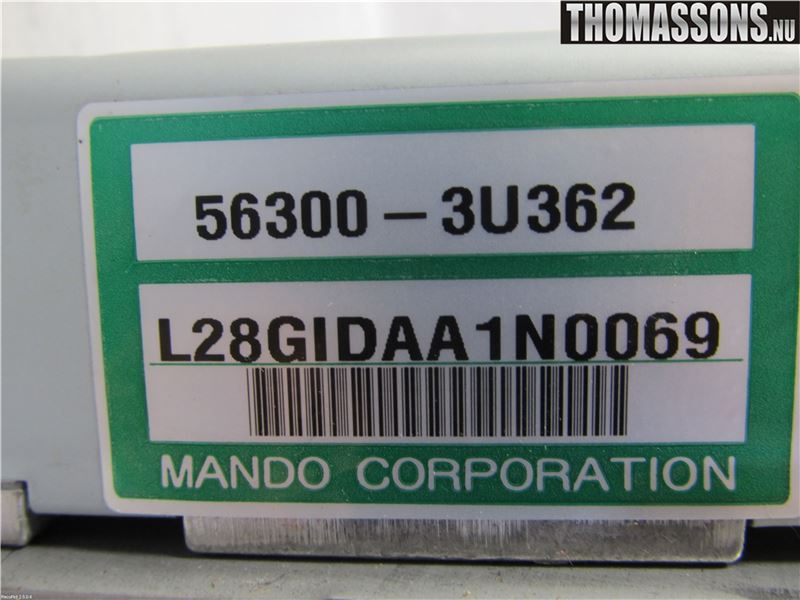 THOMASSONS.NU
56300-3U362
L28GIDAA1N0069
MANDO CORPORATION